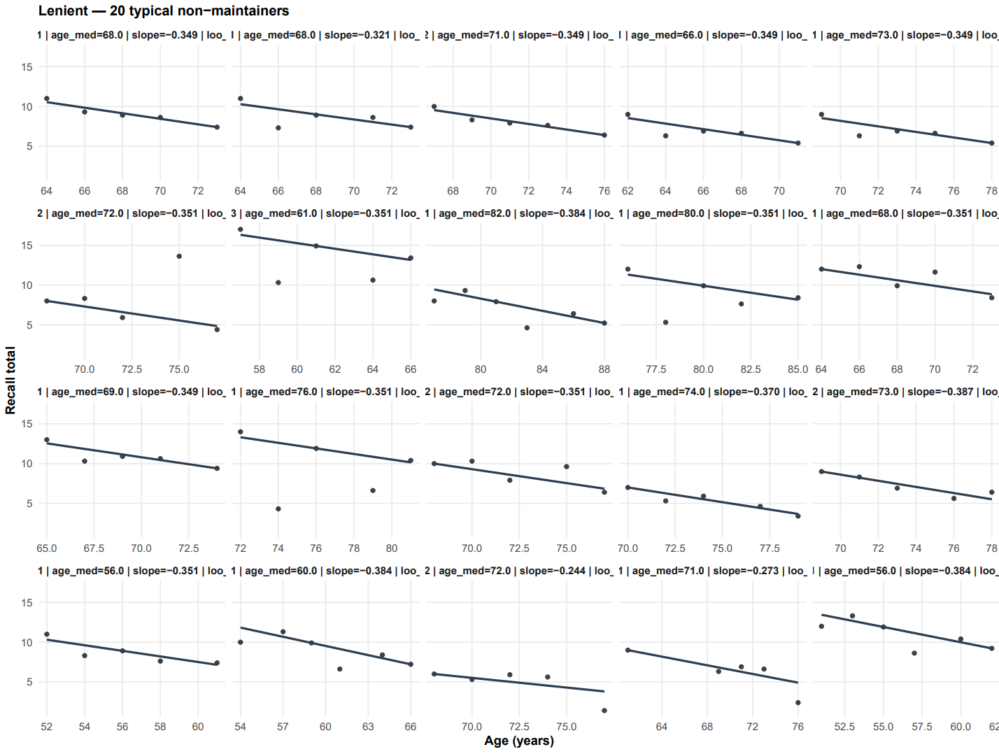 Lenient — 20 typical non−maintainers
1 | age_med=68.0 | slope=−0.349 | loo_
| age_med=68.0 | slope=−0.321 | loo_
2 | age_med=71.0 | slope=−0.349 | loo_
| age_med=66.0 | slope=−0.349 | loo_
1 | age_med=73.0 | slope=−0.349 | loo_
15
10
5
64 66 68 70 72
64 66 68 70 72
68 70 72 74 76
62 64 66 68 70
70 72 74 76 78
2 | age_med=72.0 | slope=−0.351 | loo_
3 | age_med=61.0 | slope=−0.351 | loo_
1 | age_med=82.0 | slope=−0.384 | loo_
1 | age_med=80.0 | slope=−0.351 | loo_
1 | age_med=68.0 | slope=−0.351 | loo_
15
10
5
70.0 72.5 75.0
58 60 62 64 66
80 84 88
77.5 80.0 82.5 85.0
64 66 68 70 72
Recall total
1 | age_med=69.0 | slope=−0.349 | loo_
1 | age_med=76.0 | slope=−0.351 | loo_
2 | age_med=72.0 | slope=−0.351 | loo_
1 | age_med=74.0 | slope=−0.370 | loo_
2 | age_med=73.0 | slope=−0.387 | loo_
15
10
5
65.0 67.5 70.0 72.5
72 74 76 78 80
70.0 72.5 75.0
70.0 72.5 75.0 77.5
70 72 74 76 78
1 | age_med=56.0 | slope=−0.351 | loo_
1 | age_med=60.0 | slope=−0.384 | loo_
2 | age_med=72.0 | slope=−0.244 | loo_
1 | age_med=71.0 | slope=−0.273 | loo_
| age_med=56.0 | slope=−0.384 | loo_
15
10
5
52 54 56 58 60
54 57 60 63 66
70.0 72.5 75.0
64 68 72 76
52.5 55.0 57.5 60.0 62
Age (years)